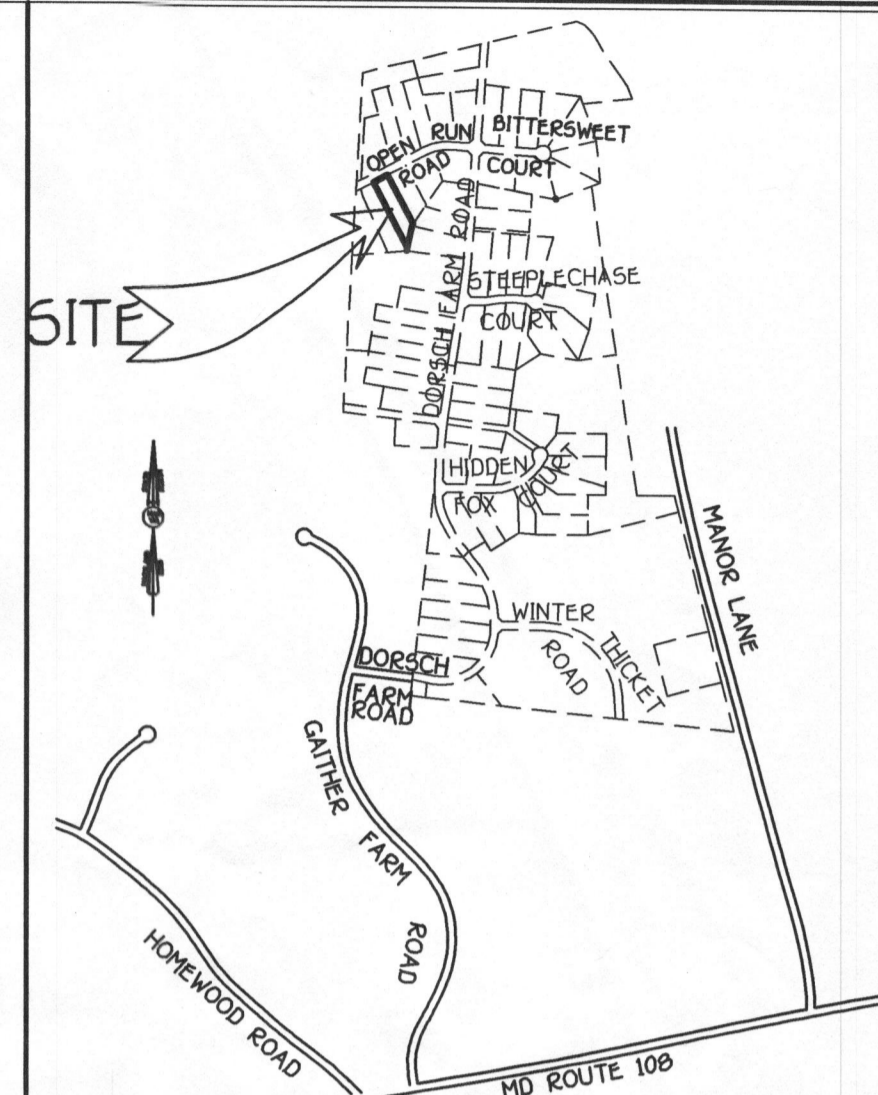 OPEN RUN
ROAD
BITTERSWEET
COURT
DORSCH FARM ROAD
SITE
STEEPLECHASE
COURT
HIDDEN
FOX COURT
MANOR LANE
WINTER
THICKET
ROAD
DORSCH
FARM
ROAD
GAITHER FARM ROAD
HOMEWOOD ROAD
MD ROUTE 108